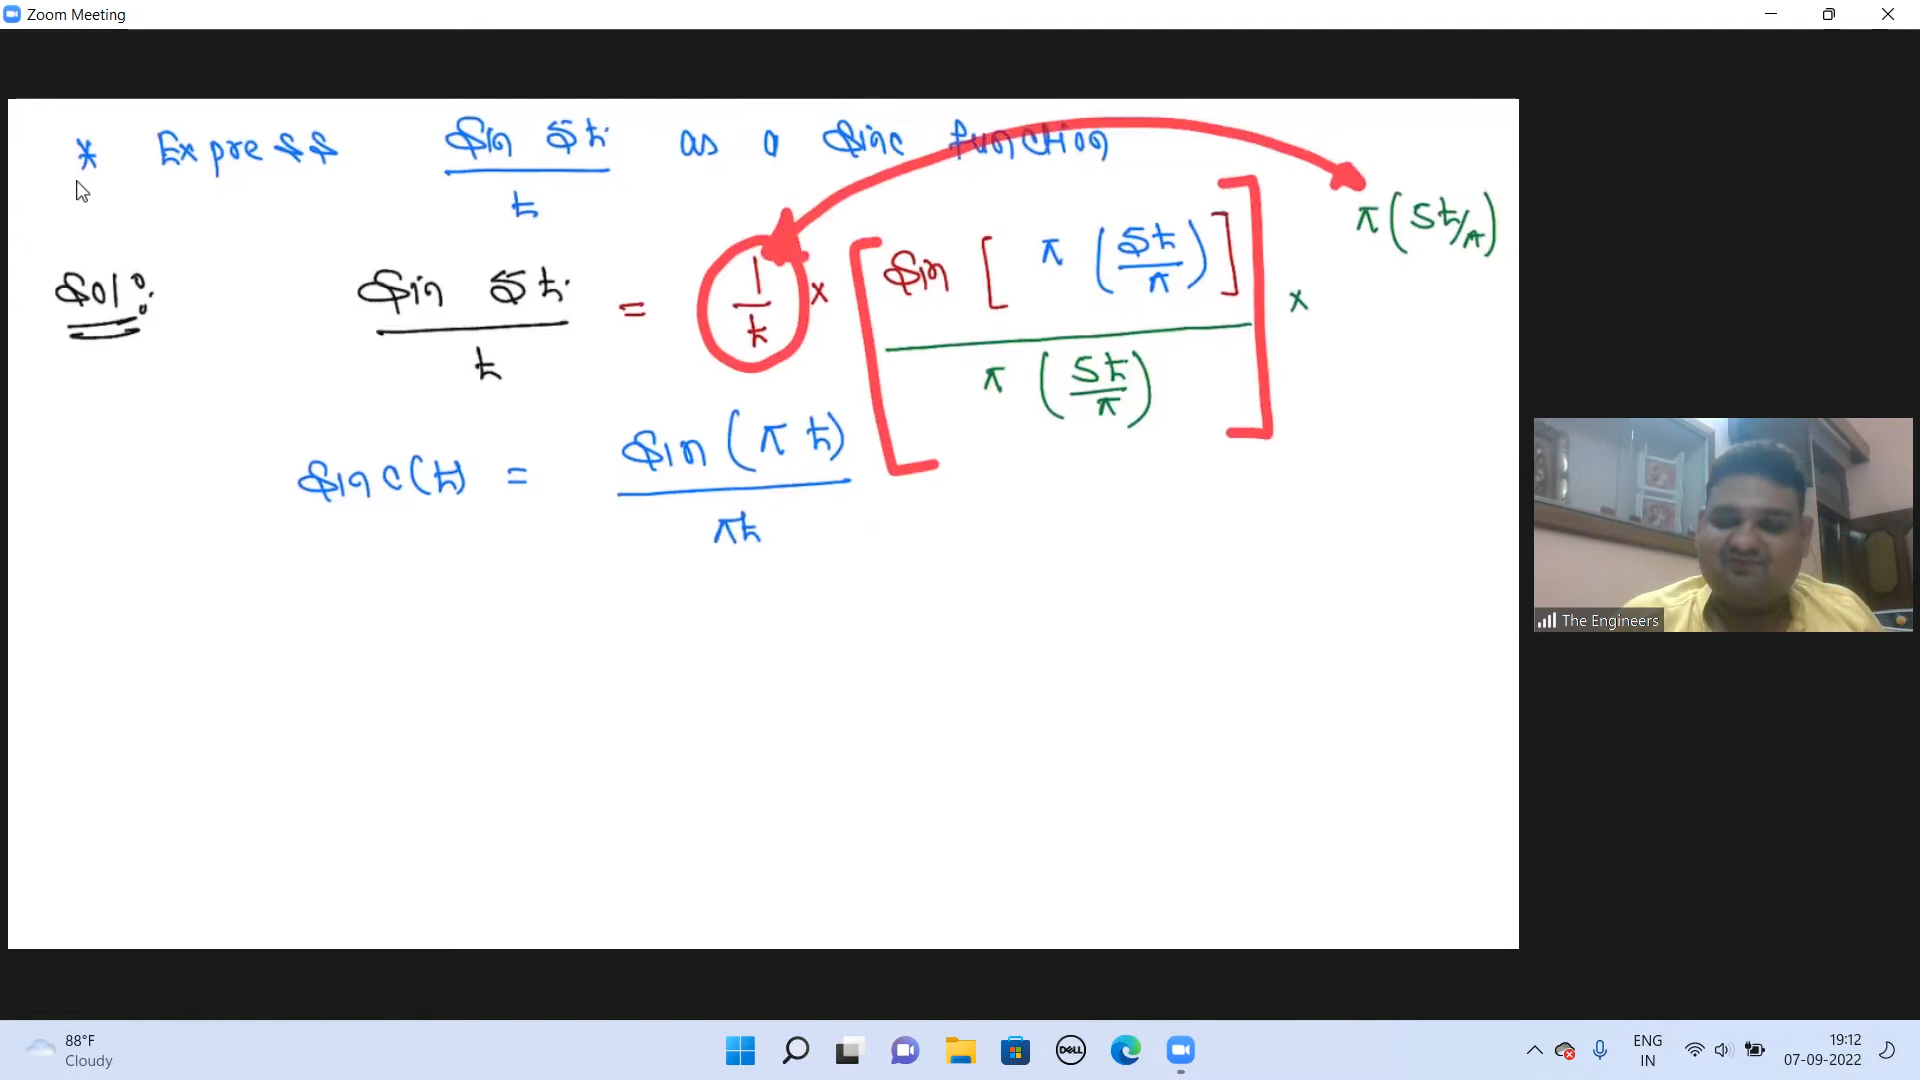 Zoom Meeting
* Express sin 5t / t as a sinc function
Sol:
sin 5t / t = 1/t × [ sin [ π (5t/π) ] / π (5t/π) ] × π (5t/π)
sinc(t) = sin (π t) / πt
The Engineers
88°F
Cloudy
DELL
ENG
IN
19:12
07-09-2022